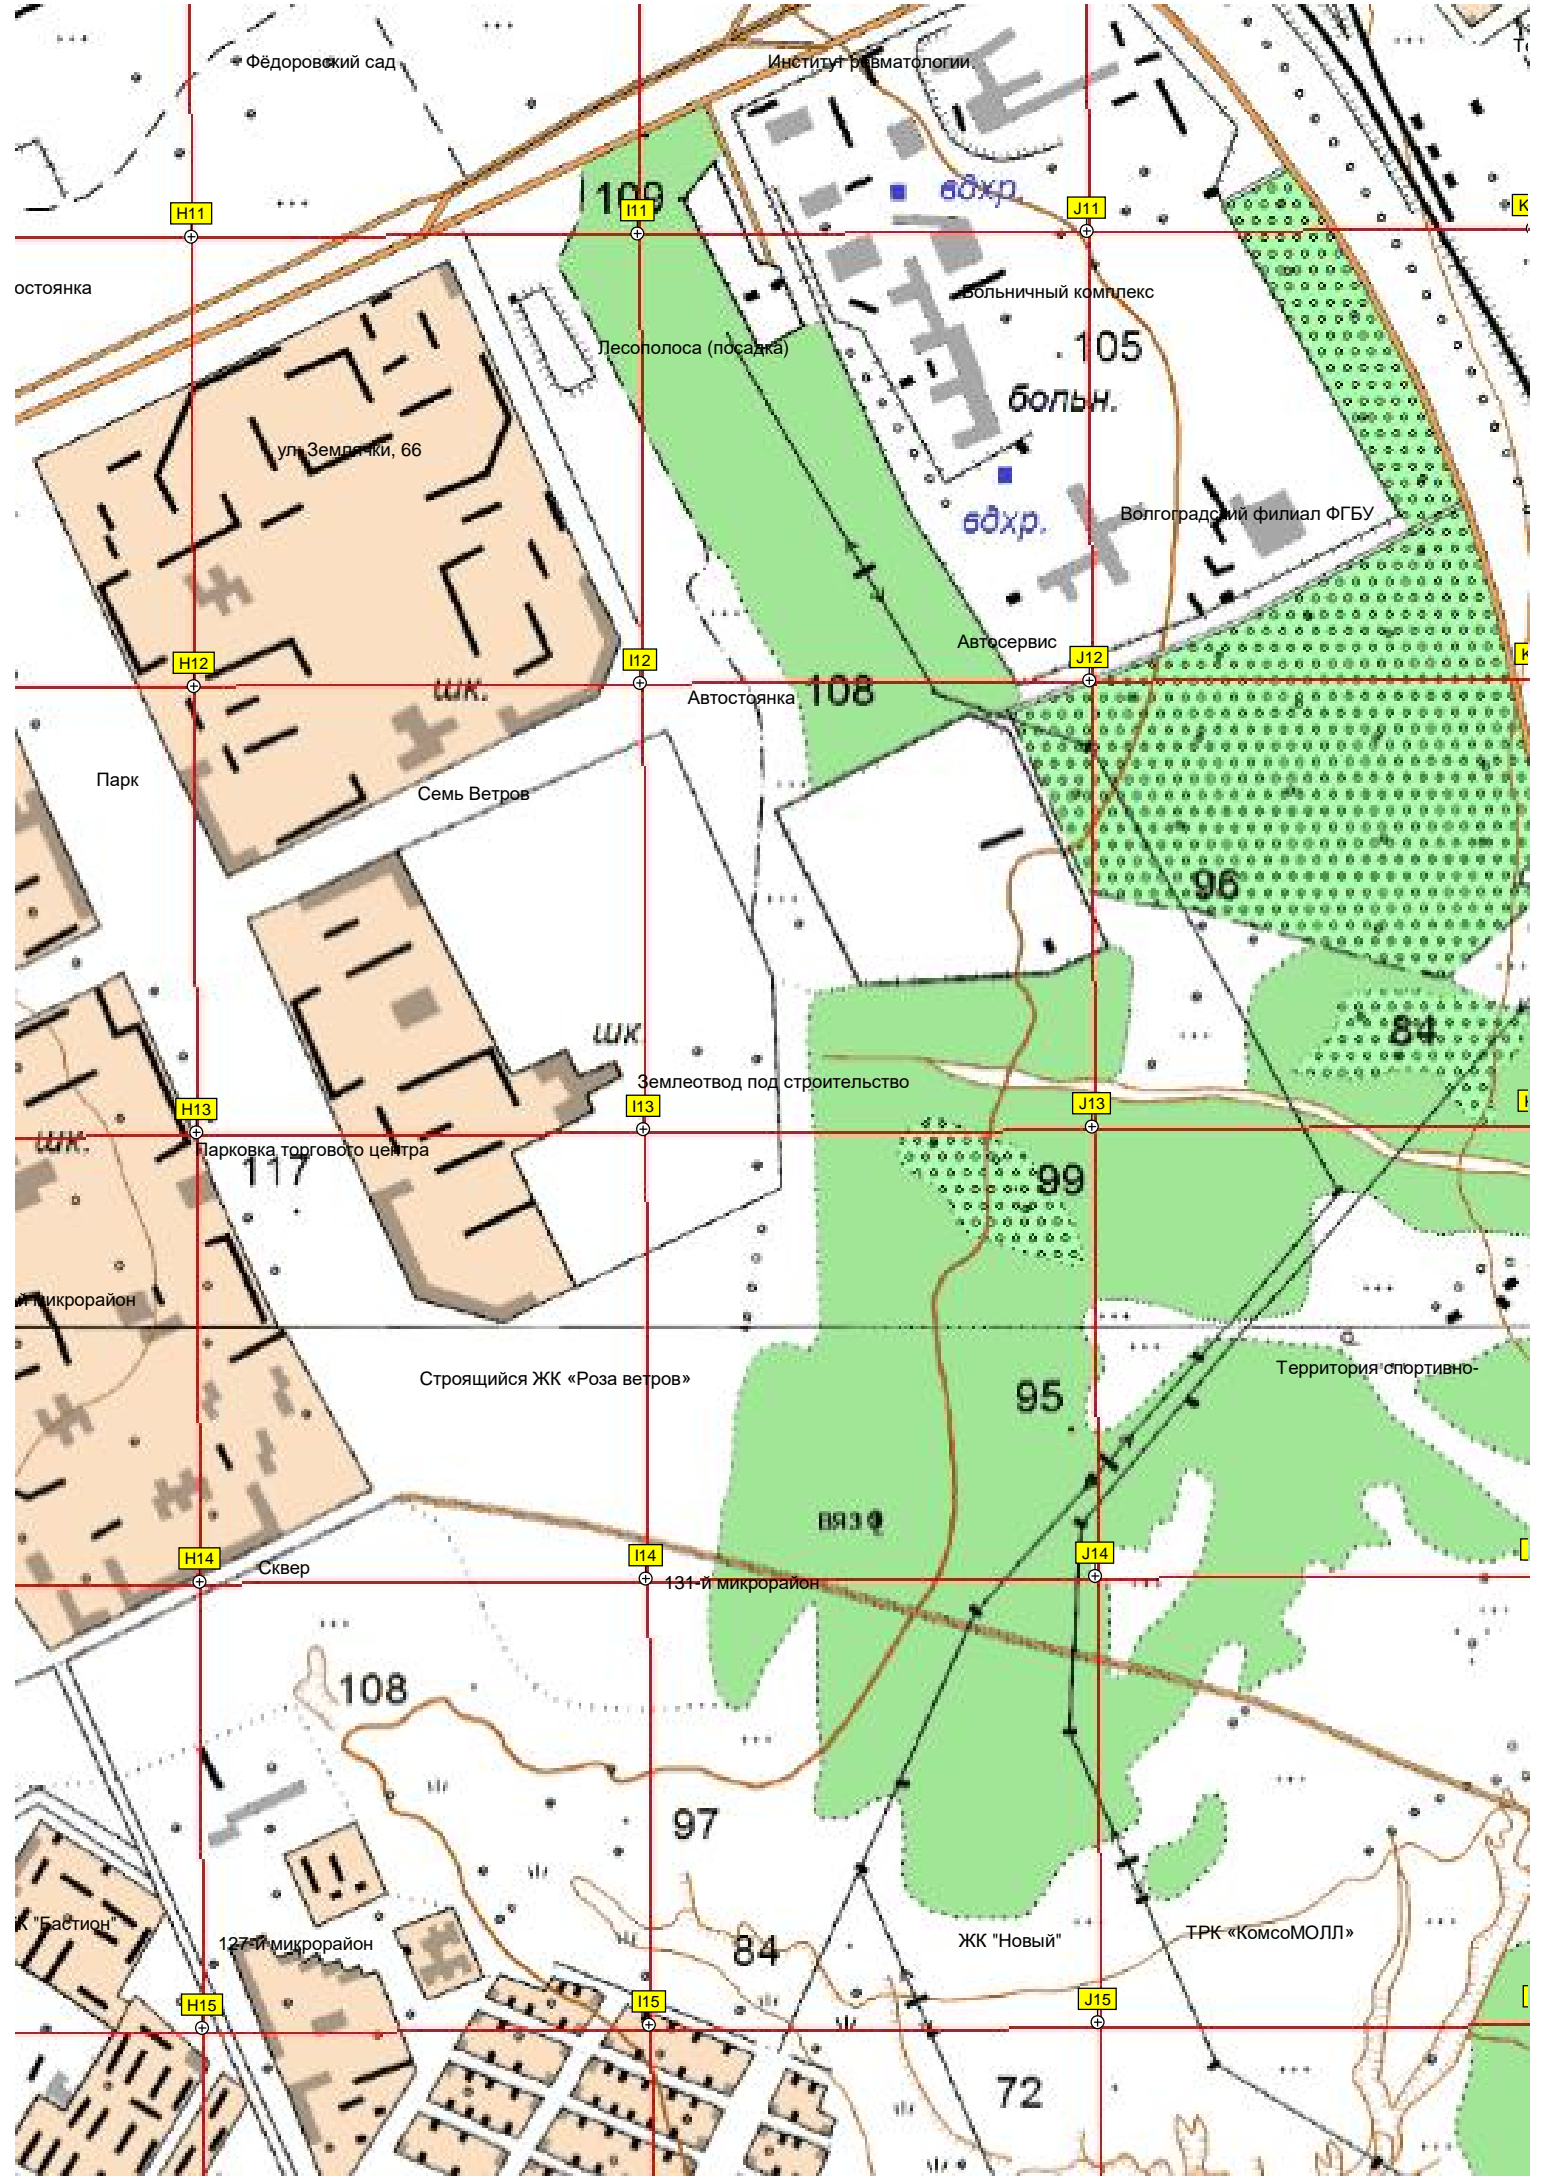 Фёдоровский сад
Институт ревматологии
109
вдхр.
H11
I11
J11
K
остоянка
Больничный комплекс
Лесополоса (посадка)
105
больн.
ул. Землячки, 66
Волгоградский филиал ФГБУ
вдхр.
Автосервис
H12
I12
J12
K
шк.
Автостоянка
108
Парк
Семь Ветров
96
шк.
84
Землеотвод под строительство
H13
I13
J13
шк.
Парковка торгового центра
117
99
й микрорайон
Территория спортивно-
Строящийся ЖК «Роза ветров»
95
ВЯЗ
H14
I14
J14
Сквер
131-й микрорайон
108
97
К "Бастион"
127-й микрорайон
84
ЖК "Новый"
ТРК «КомсоМОЛЛ»
H15
I15
J15
72